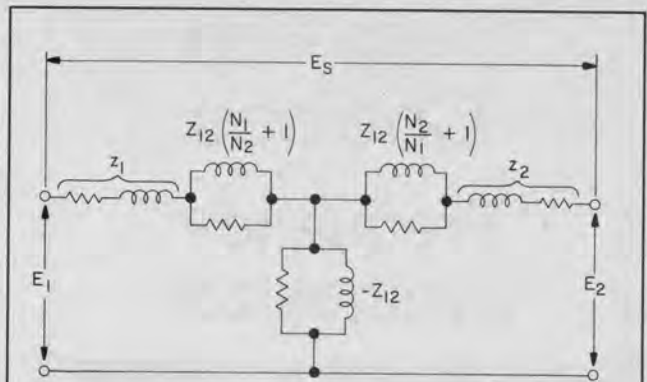 E_S
Z_12 (N_1/N_2 + 1)
Z_12 (N_2/N_1 + 1)
z_1
z_2
E_1
-Z_12
E_2